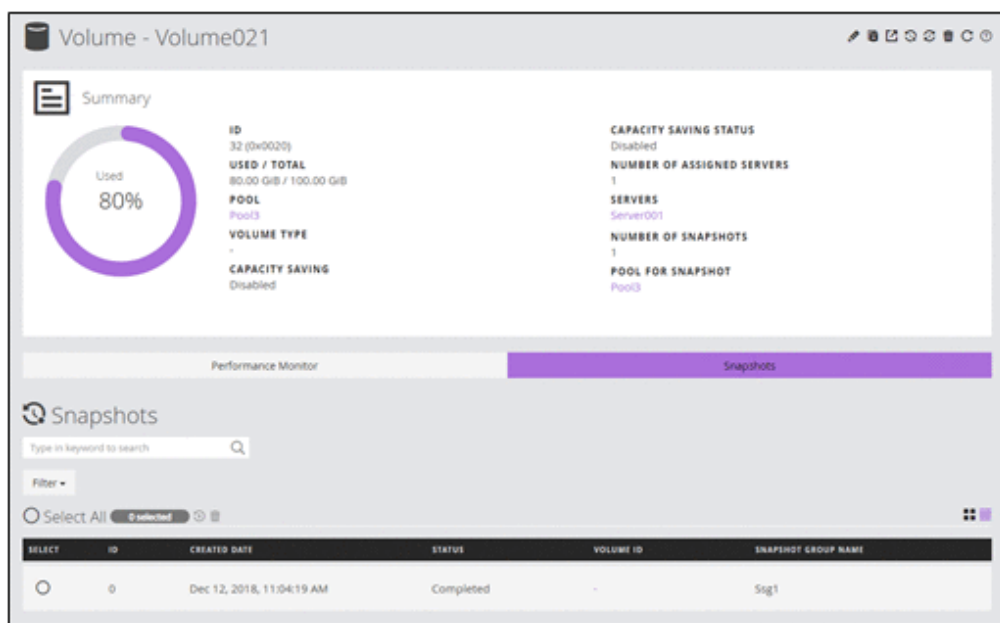 Volume - Volume021
Summary
Used
80%
ID
32 (0x0020)
USED / TOTAL
80.00 GiB / 100.00 GiB
POOL
Pool3
VOLUME TYPE
-
CAPACITY SAVING
Disabled
CAPACITY SAVING STATUS
Disabled
NUMBER OF ASSIGNED SERVERS
1
SERVERS
Server001
NUMBER OF SNAPSHOTS
1
POOL FOR SNAPSHOT
Pool3
Performance Monitor Snapshots
Snapshots
Type in keyword to search
Filter
Select All 0 selected
SELECT ID CREATED DATE STATUS VOLUME ID SNAPSHOT GROUP NAME
0 Dec 12, 2018, 11:04:19 AM Completed - Ssg1